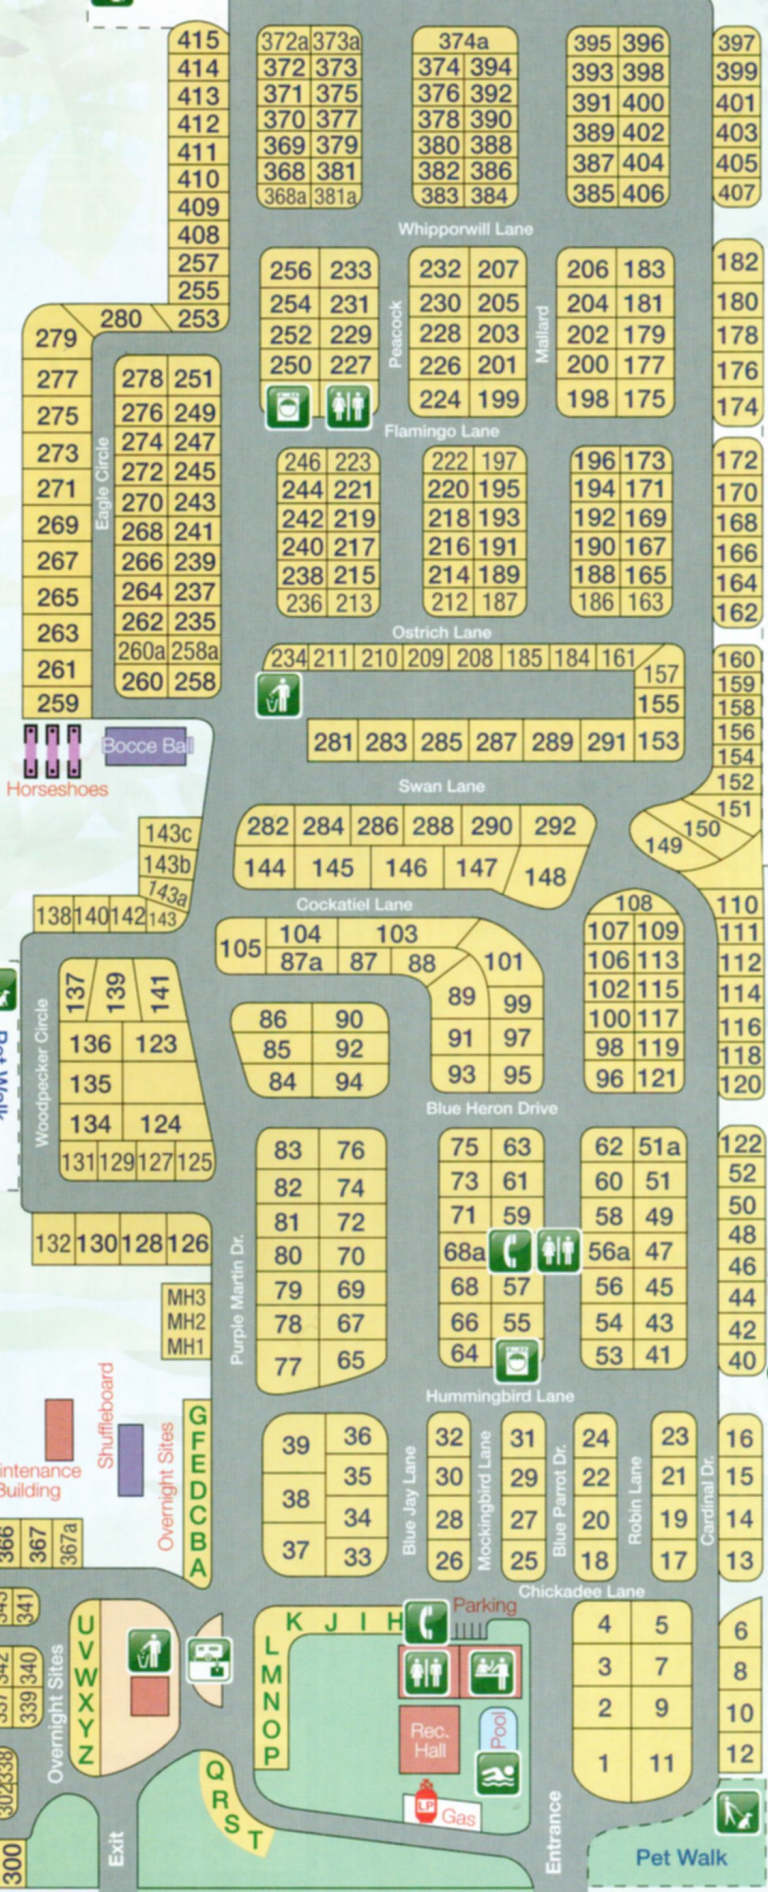 415
414
413
412
411
410
409
408
257
255
253
280
279
277
275
273
271
269
267
265
263
261
259
372a 373a
372 373
371 375
370 377
369 379
368 381
368a 381a
374a
374 394
376 392
378 390
380 388
382 386
383 384
395 396
393 398
391 400
389 402
387 404
385 406
397
399
401
403
405
407
Whipporwill Lane
256 233
254 231
252 229
250 227
Peacock
232 207
230 205
228 203
226 201
224 199
Mallard
206 183
204 181
202 179
200 177
198 175
182
180
178
176
174
Flamingo Lane
Eagle Circle
278 251
276 249
274 247
272 245
270 243
268 241
266 239
264 237
262 235
260a 258a
260 258
246 223
244 221
242 219
240 217
238 215
236 213
222 197
220 195
218 193
216 191
214 189
212 187
196 173
194 171
192 169
190 167
188 165
186 163
172
170
168
166
164
162
Ostrich Lane
234 211 210 209 208 185 184 161
157
155
281 283 285 287 289 291 153
160
159
158
156
154
152
151
150
149
Horseshoes
Bocce Ball
Swan Lane
143c
143b
143a
138 140 142 143
282 284 286 288 290 292
144 145 146 147 148
Cockatiel Lane
105 104 103 101
87a 87 88
89 99
91 97
93 95
108
107 109
106 113
102 115
100 117
98 119
96 121
110
111
112
114
116
118
120
Pet Walk
Woodpecker Circle
137 139 141
136 123
135
134 124
131 129 127 125
132 130 128 126
86 90
85 92
84 94
Blue Heron Drive
Purple Martin Dr.
83 76
82 74
81 72
80 70
79 69
78 67
77 65
75 63
73 61
71 59
68a
68 57
66 55
64
62 51a
60 51
58 49
56a 47
56 45
54 43
53 41
122
52
50
48
46
44
42
40
MH3
MH2
MH1
Hummingbird Lane
Shuffleboard
intenance
Building
Overnight Sites
G
F
E
D
C
B
A
39 36
35
38 34
37 33
Blue Jay Lane
32
30
28
26
Mockingbird Lane
31
29
27
25
Blue Parrot Dr.
24
22
20
18
Robin Lane
23
21
19
17
Cardinal Dr.
16
15
14
13
Chickadee Lane
366 367 367a
341
340
339
338
300
Overnight Sites
U
V
W
X
Y
Z
K J I H
L
M
N
O
P
Q
R
S
T
Parking
Rec.
Hall
Pool
LP
Gas
4 5
3 7
2 9
1 11
6
8
10
12
Exit
Entrance
Pet Walk